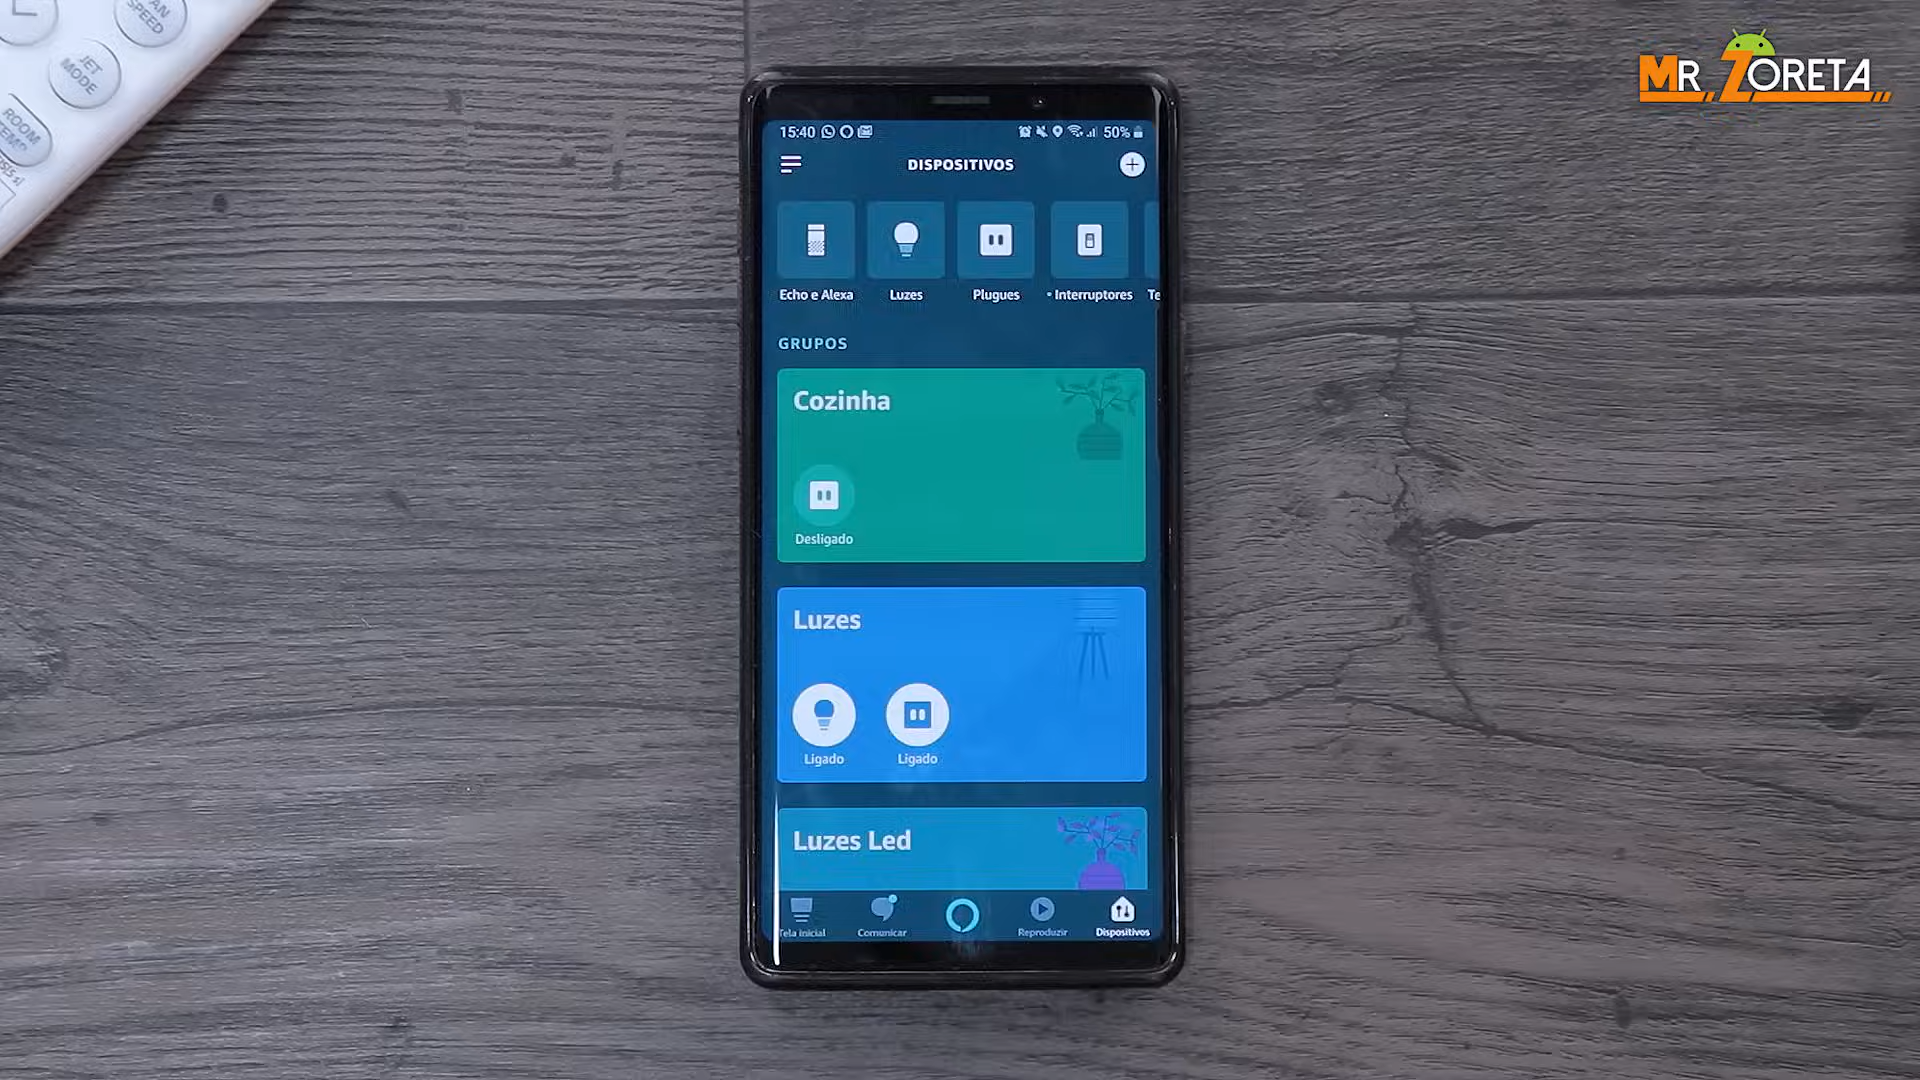 FAN
SPEED
JET
MODE
ROOM
TEMP
MR. ZORETA
15:40
50%
DISPOSITIVOS
Echo e Alexa
Luzes
Plugues
Interruptores
Te
GRUPOS
Cozinha
Desligado
Luzes
Ligado
Ligado
Luzes Led
Tela inicial
Comunicar
Reproduzir
Dispositivos